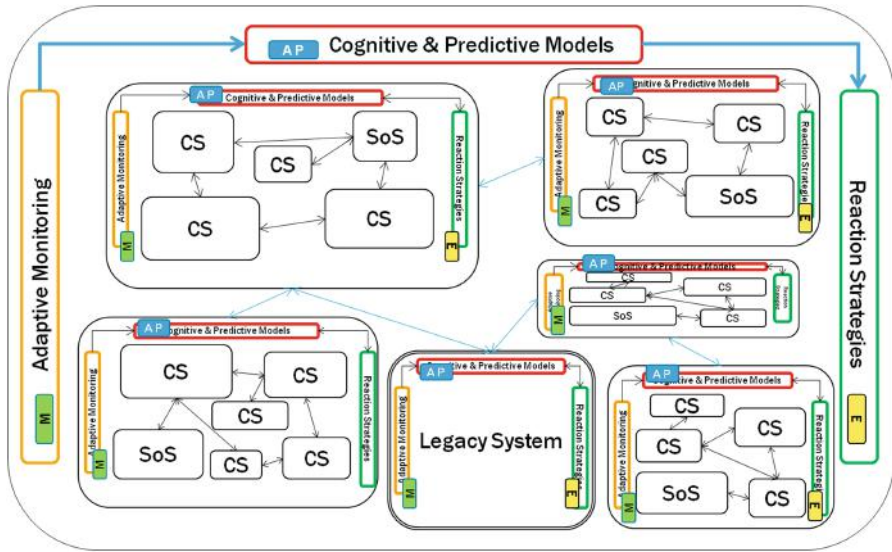 A P Cognitive & Predictive Models
Adaptive Monitoring
M
Reaction Strategies
E
AP
Cognitive & Predictive Models
Adaptive Monitoring
M
Reaction Strategies
E
CS
SoS
CS
CS
CS
AP
Cognitive & Predictive Models
Adaptive Monitoring
M
Reaction Strategies
E
CS
CS
CS
CS
SoS
AP
Cognitive & Predictive Models
M
Reaction
CS
CS
CS
SoS
CS
AP
Cognitive & Predictive Models
Adaptive Monitoring
M
Reaction Strategies
CS
CS
CS
SoS
CS
CS
AP
Cognitive & Predictive Models
Adaptive Monitoring
M
Reaction Strategies
E
Legacy System
AP
Cognitive & Predictive Models
Adaptive Monitoring
M
Reaction Strategies
E
CS
CS
CS
SoS
CS